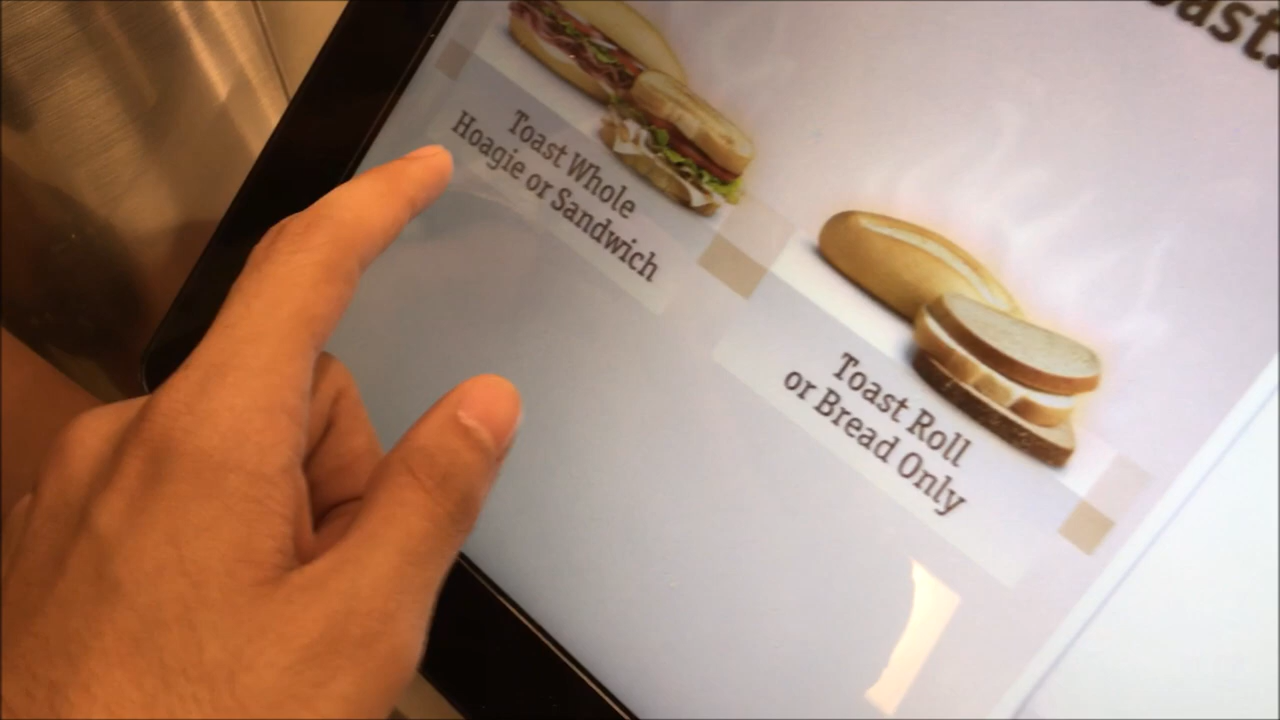 Toast Whole
Hoagie or Sandwich
Toast Roll
or Bread Only